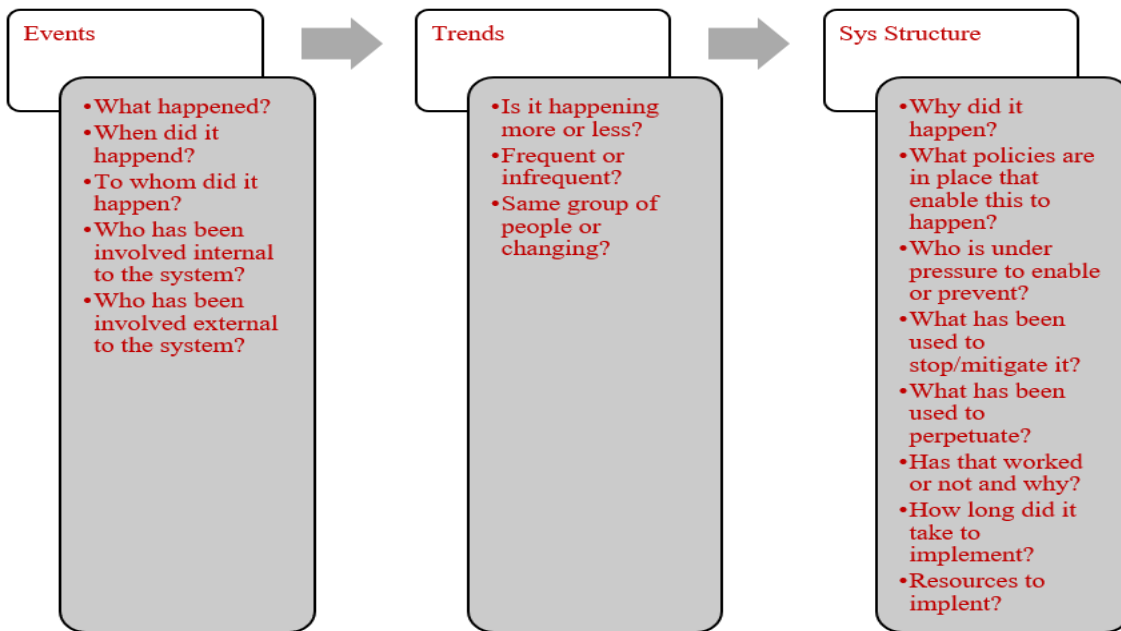 Events
•What happened?
•When did it
happend?
•To whom did it
happen?
•Who has been
involved internal
to the system?
•Who has been
involved external
to the system?
Trends
•Is it happening
more or less?
•Frequent or
infrequent?
•Same group of
people or
changing?
Sys Structure
•Why did it
happen?
•What policies are
in place that
enable this to
happen?
•Who is under
pressure to enable
or prevent?
•What has been
used to
stop/mitigate it?
•What has been
used to
perpetuate?
•Has that worked
or not and why?
•How long did it
take to
implement?
•Resources to
implent?